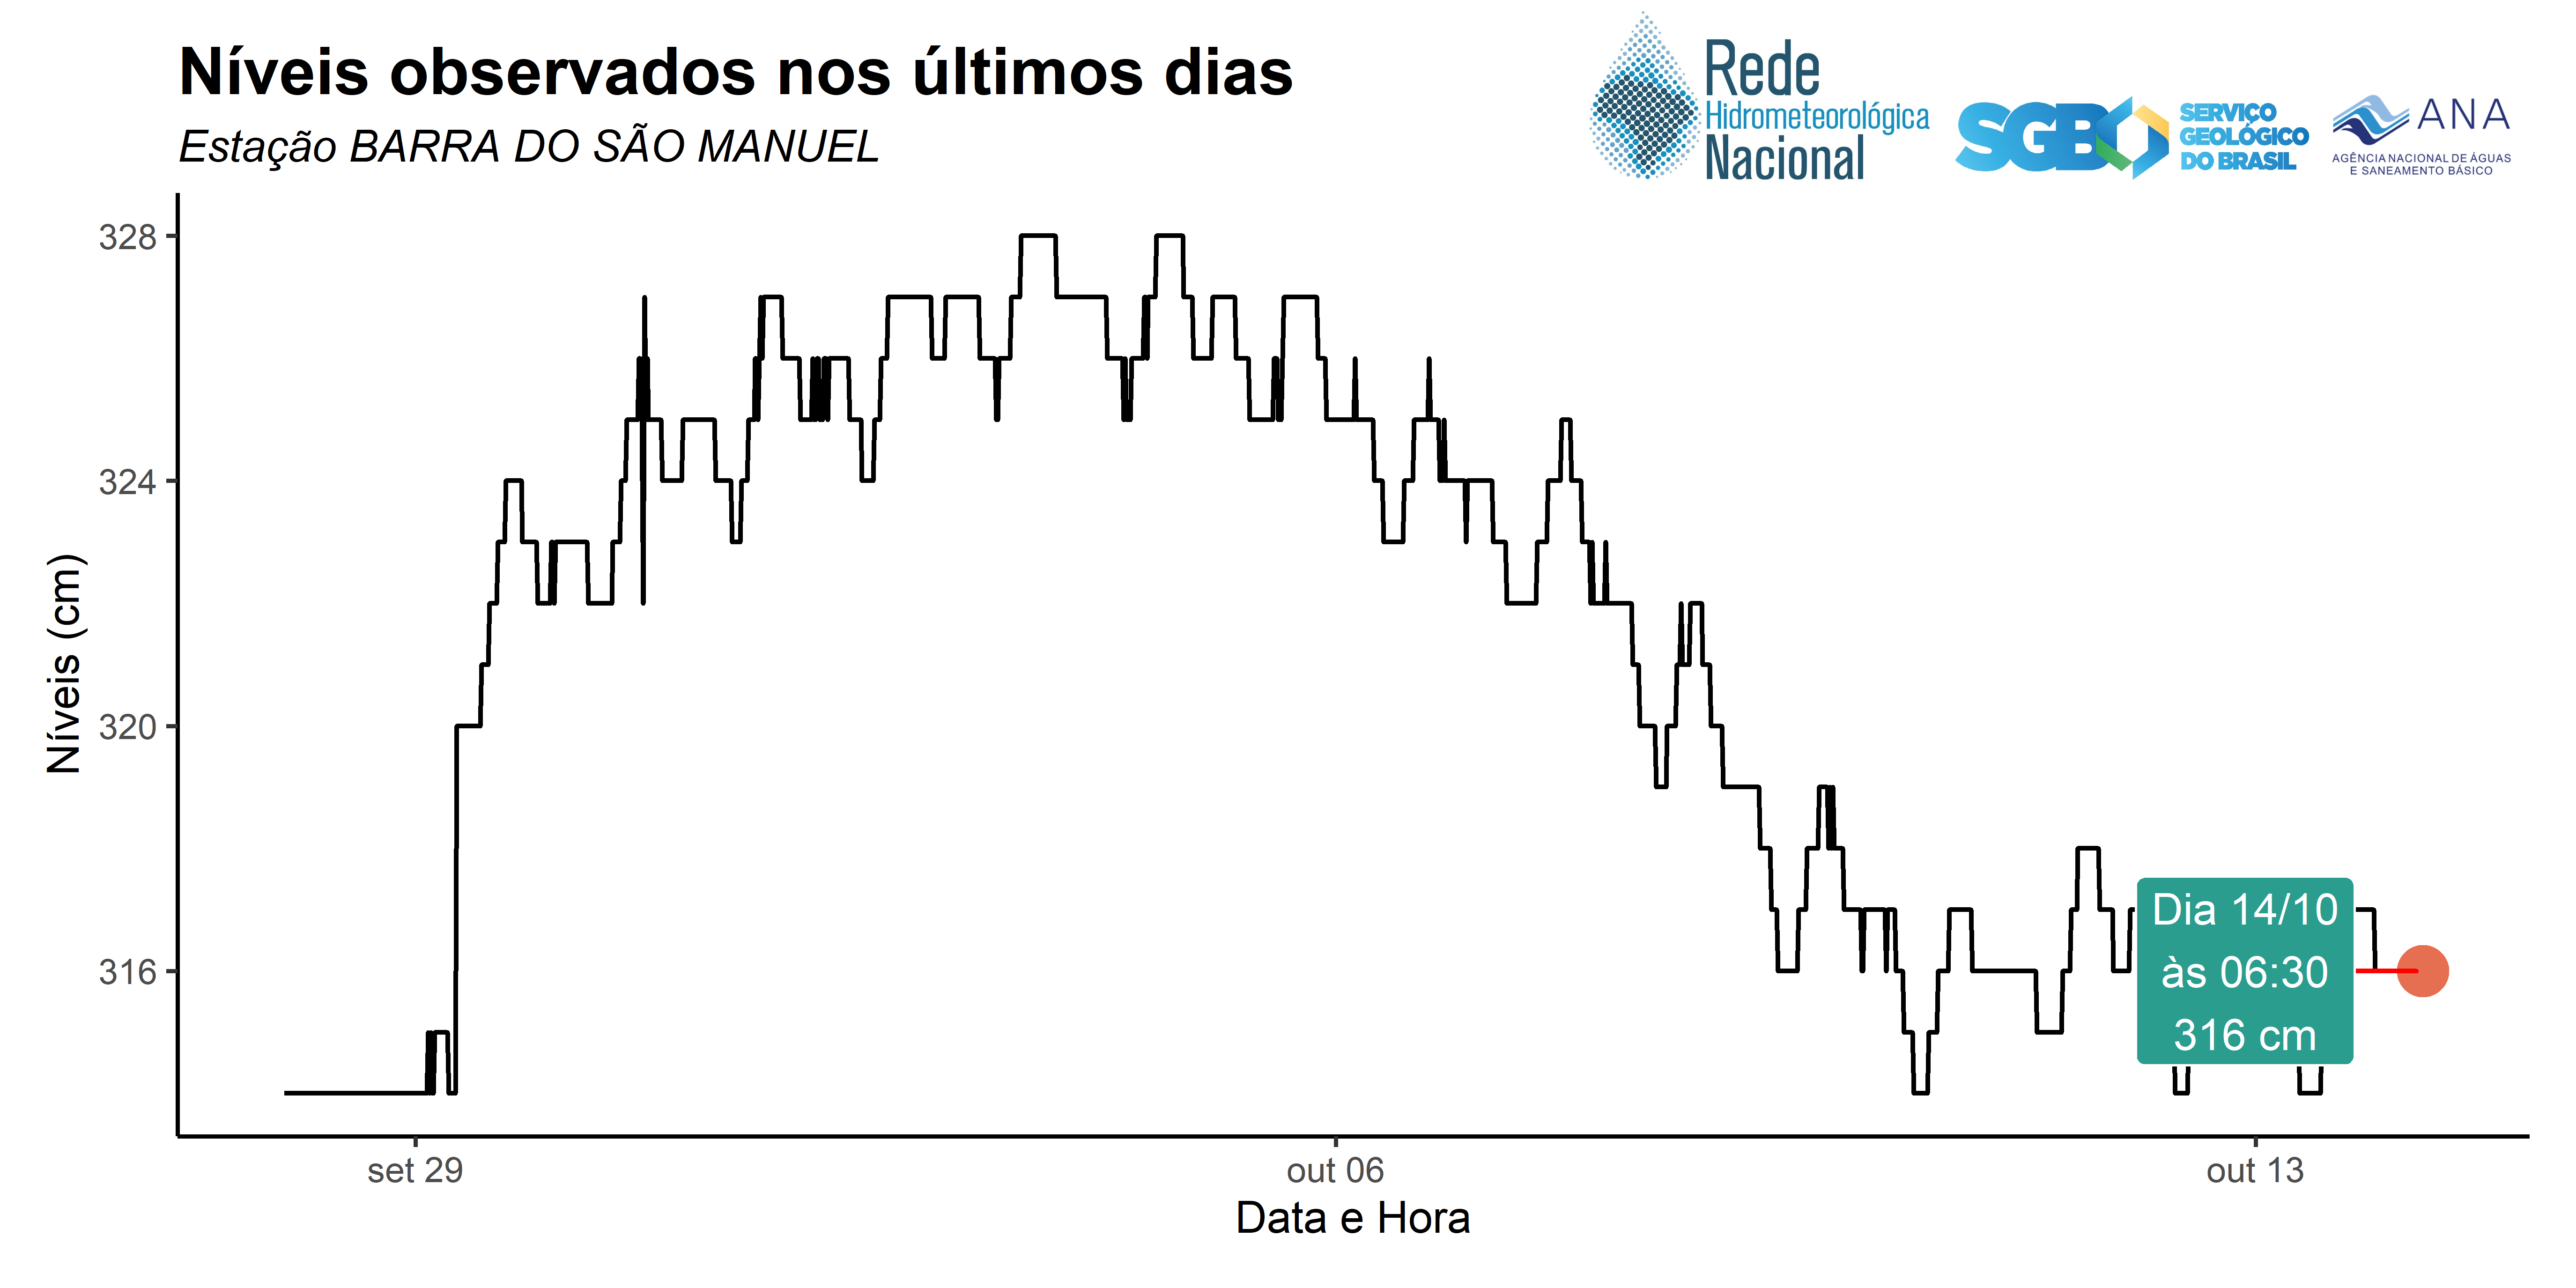 Níveis observados nos últimos dias
Estação BARRA DO SÃO MANUEL
Rede
Hidrometeorológica
Nacional
SGB
SERVIÇO
GEOLÓGICO
DO BRASIL
ANA
AGÊNCIA NACIONAL DE ÁGUAS
E SANEAMENTO BÁSICO
Níveis (cm)
328
324
320
316
Dia 14/10
às 06:30
316 cm
set 29
out 06
out 13
Data e Hora